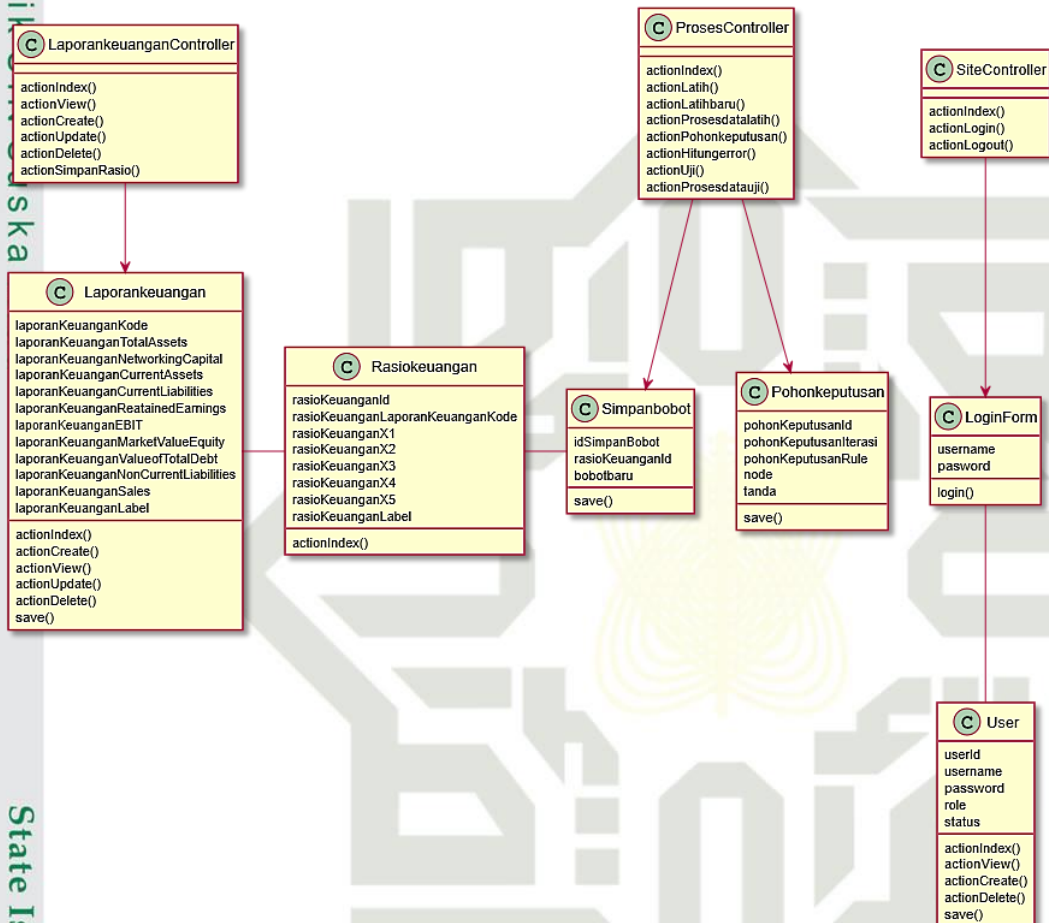 C LaporankeuanganController
actionIndex()
actionView()
actionCreate()
actionUpdate()
actionDelete()
actionSimpanRasio()
C ProsesController
actionIndex()
actionLatih()
actionLatihbaru()
actionProsesdatalatih()
actionPohonkeputusan()
actionHitungerror()
actionUji()
actionProsesdatauji()
C SiteController
actionIndex()
actionLogin()
actionLogout()
C Laporankeuangan
laporanKeuanganKode
laporanKeuanganTotalAssets
laporanKeuanganNetworkingCapital
laporanKeuanganCurrentAssets
laporanKeuanganCurrentLiabilities
laporanKeuanganReatainedEarnings
laporanKeuanganEBIT
laporanKeuanganMarketValueEquity
laporanKeuanganValueofTotalDebt
laporanKeuanganNonCurrentLiabilities
laporanKeuanganSales
laporanKeuanganLabel
actionIndex()
actionCreate()
actionView()
actionUpdate()
actionDelete()
save()
C Rasiokeuangan
rasioKeuanganId
rasioKeuanganLaporanKeuanganKode
rasioKeuanganX1
rasioKeuanganX2
rasioKeuanganX3
rasioKeuanganX4
rasioKeuanganX5
rasioKeuanganLabel
actionIndex()
C Simpanbobot
idSimpanBobot
rasioKeuanganId
bobotbaru
save()
C Pohonkeputusan
pohonKeputusanId
pohonKeputusanIterasi
pohonKeputusanRule
node
tanda
save()
C LoginForm
username
pasword
login()
C User
userId
username
password
role
status
actionIndex()
actionView()
actionCreate()
actionDelete()
save()
State